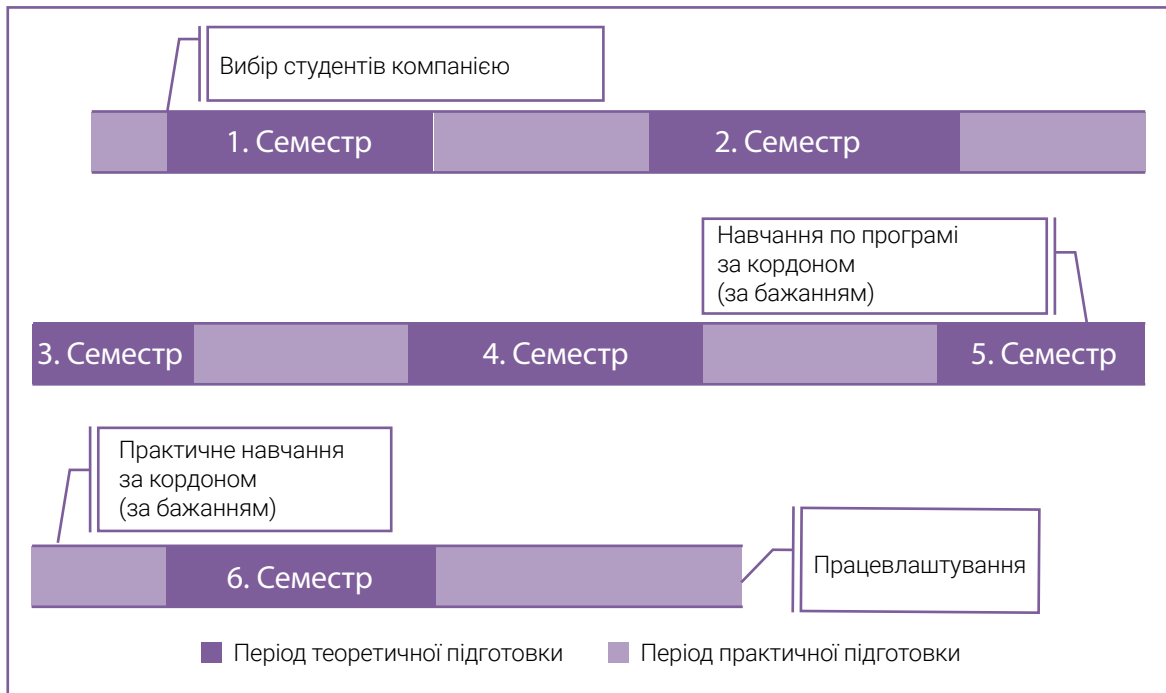 Вибір студентів компанією
1. Семестр
2. Семестр
Навчання по програмі
за кордоном
(за бажанням)
3. Семестр
4. Семестр
5. Семестр
Практичне навчання
за кордоном
(за бажанням)
6. Семестр
Працевлаштування
Період теоретичної підготовки
Період практичної підготовки